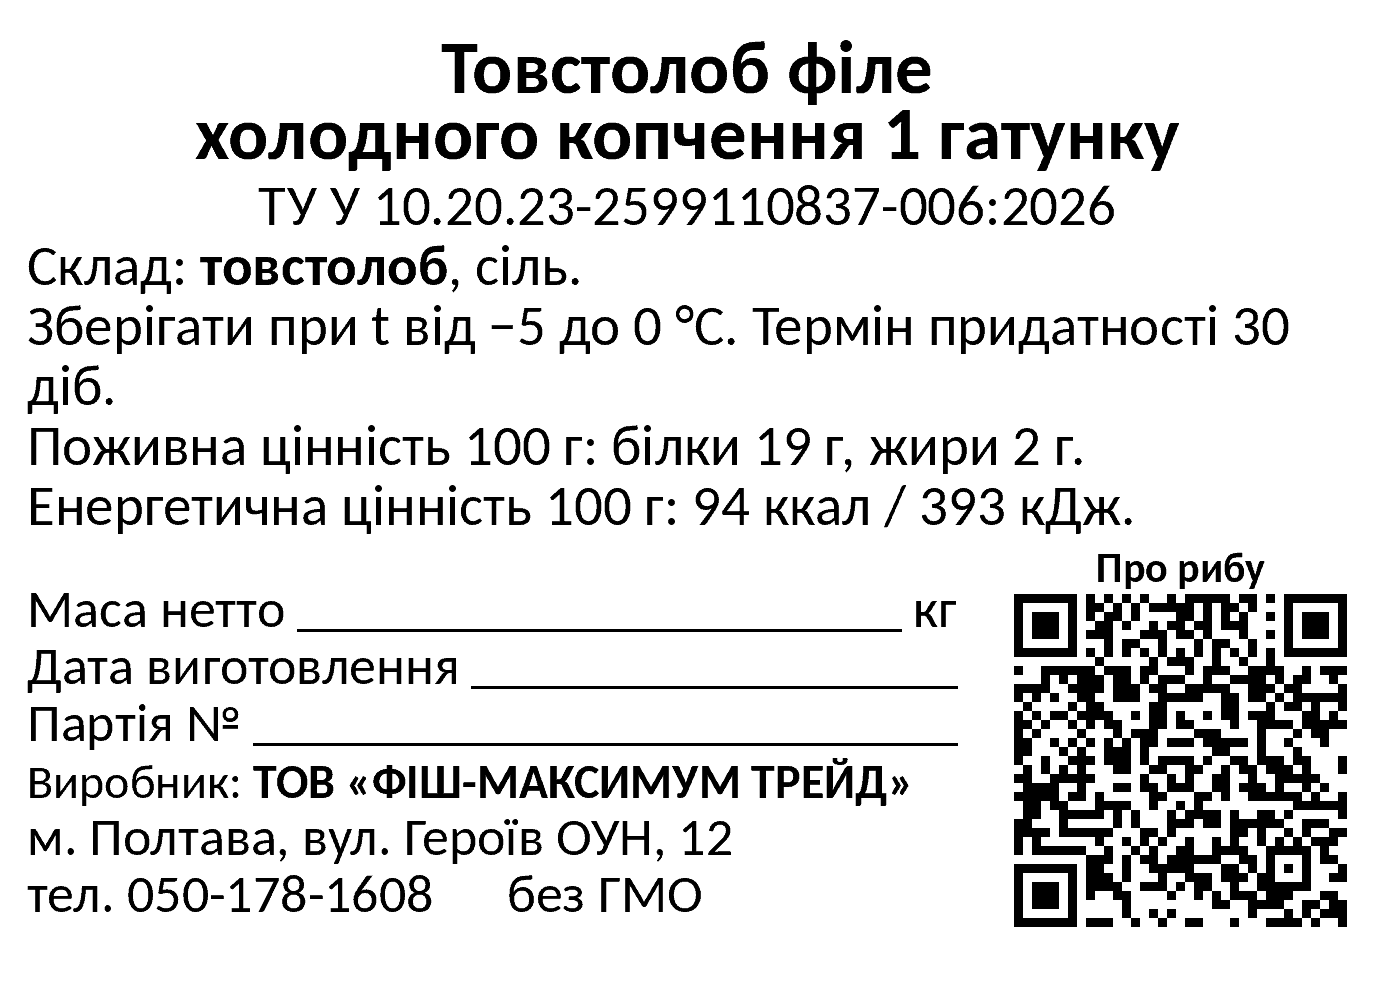 Товстолоб філе
холодного копчення 1 гатунку
ТУ У 10.20.23-2599110837-006:2026
Склад: товстолоб, сіль.
Зберігати при t від −5 до 0 °С. Термін придатності 30
діб.
Поживна цінність 100 г: білки 19 г, жири 2 г.
Енергетична цінність 100 г: 94 ккал / 393 кДж.
Про рибу
Маса нетто ______________________ кг
Дата виготовлення __________________
Партія № __________________________
Виробник: ТОВ «ФІШ-МАКСИМУМ ТРЕЙД»
м. Полтава, вул. Героїв ОУН, 12
тел. 050-178-1608 без ГМО